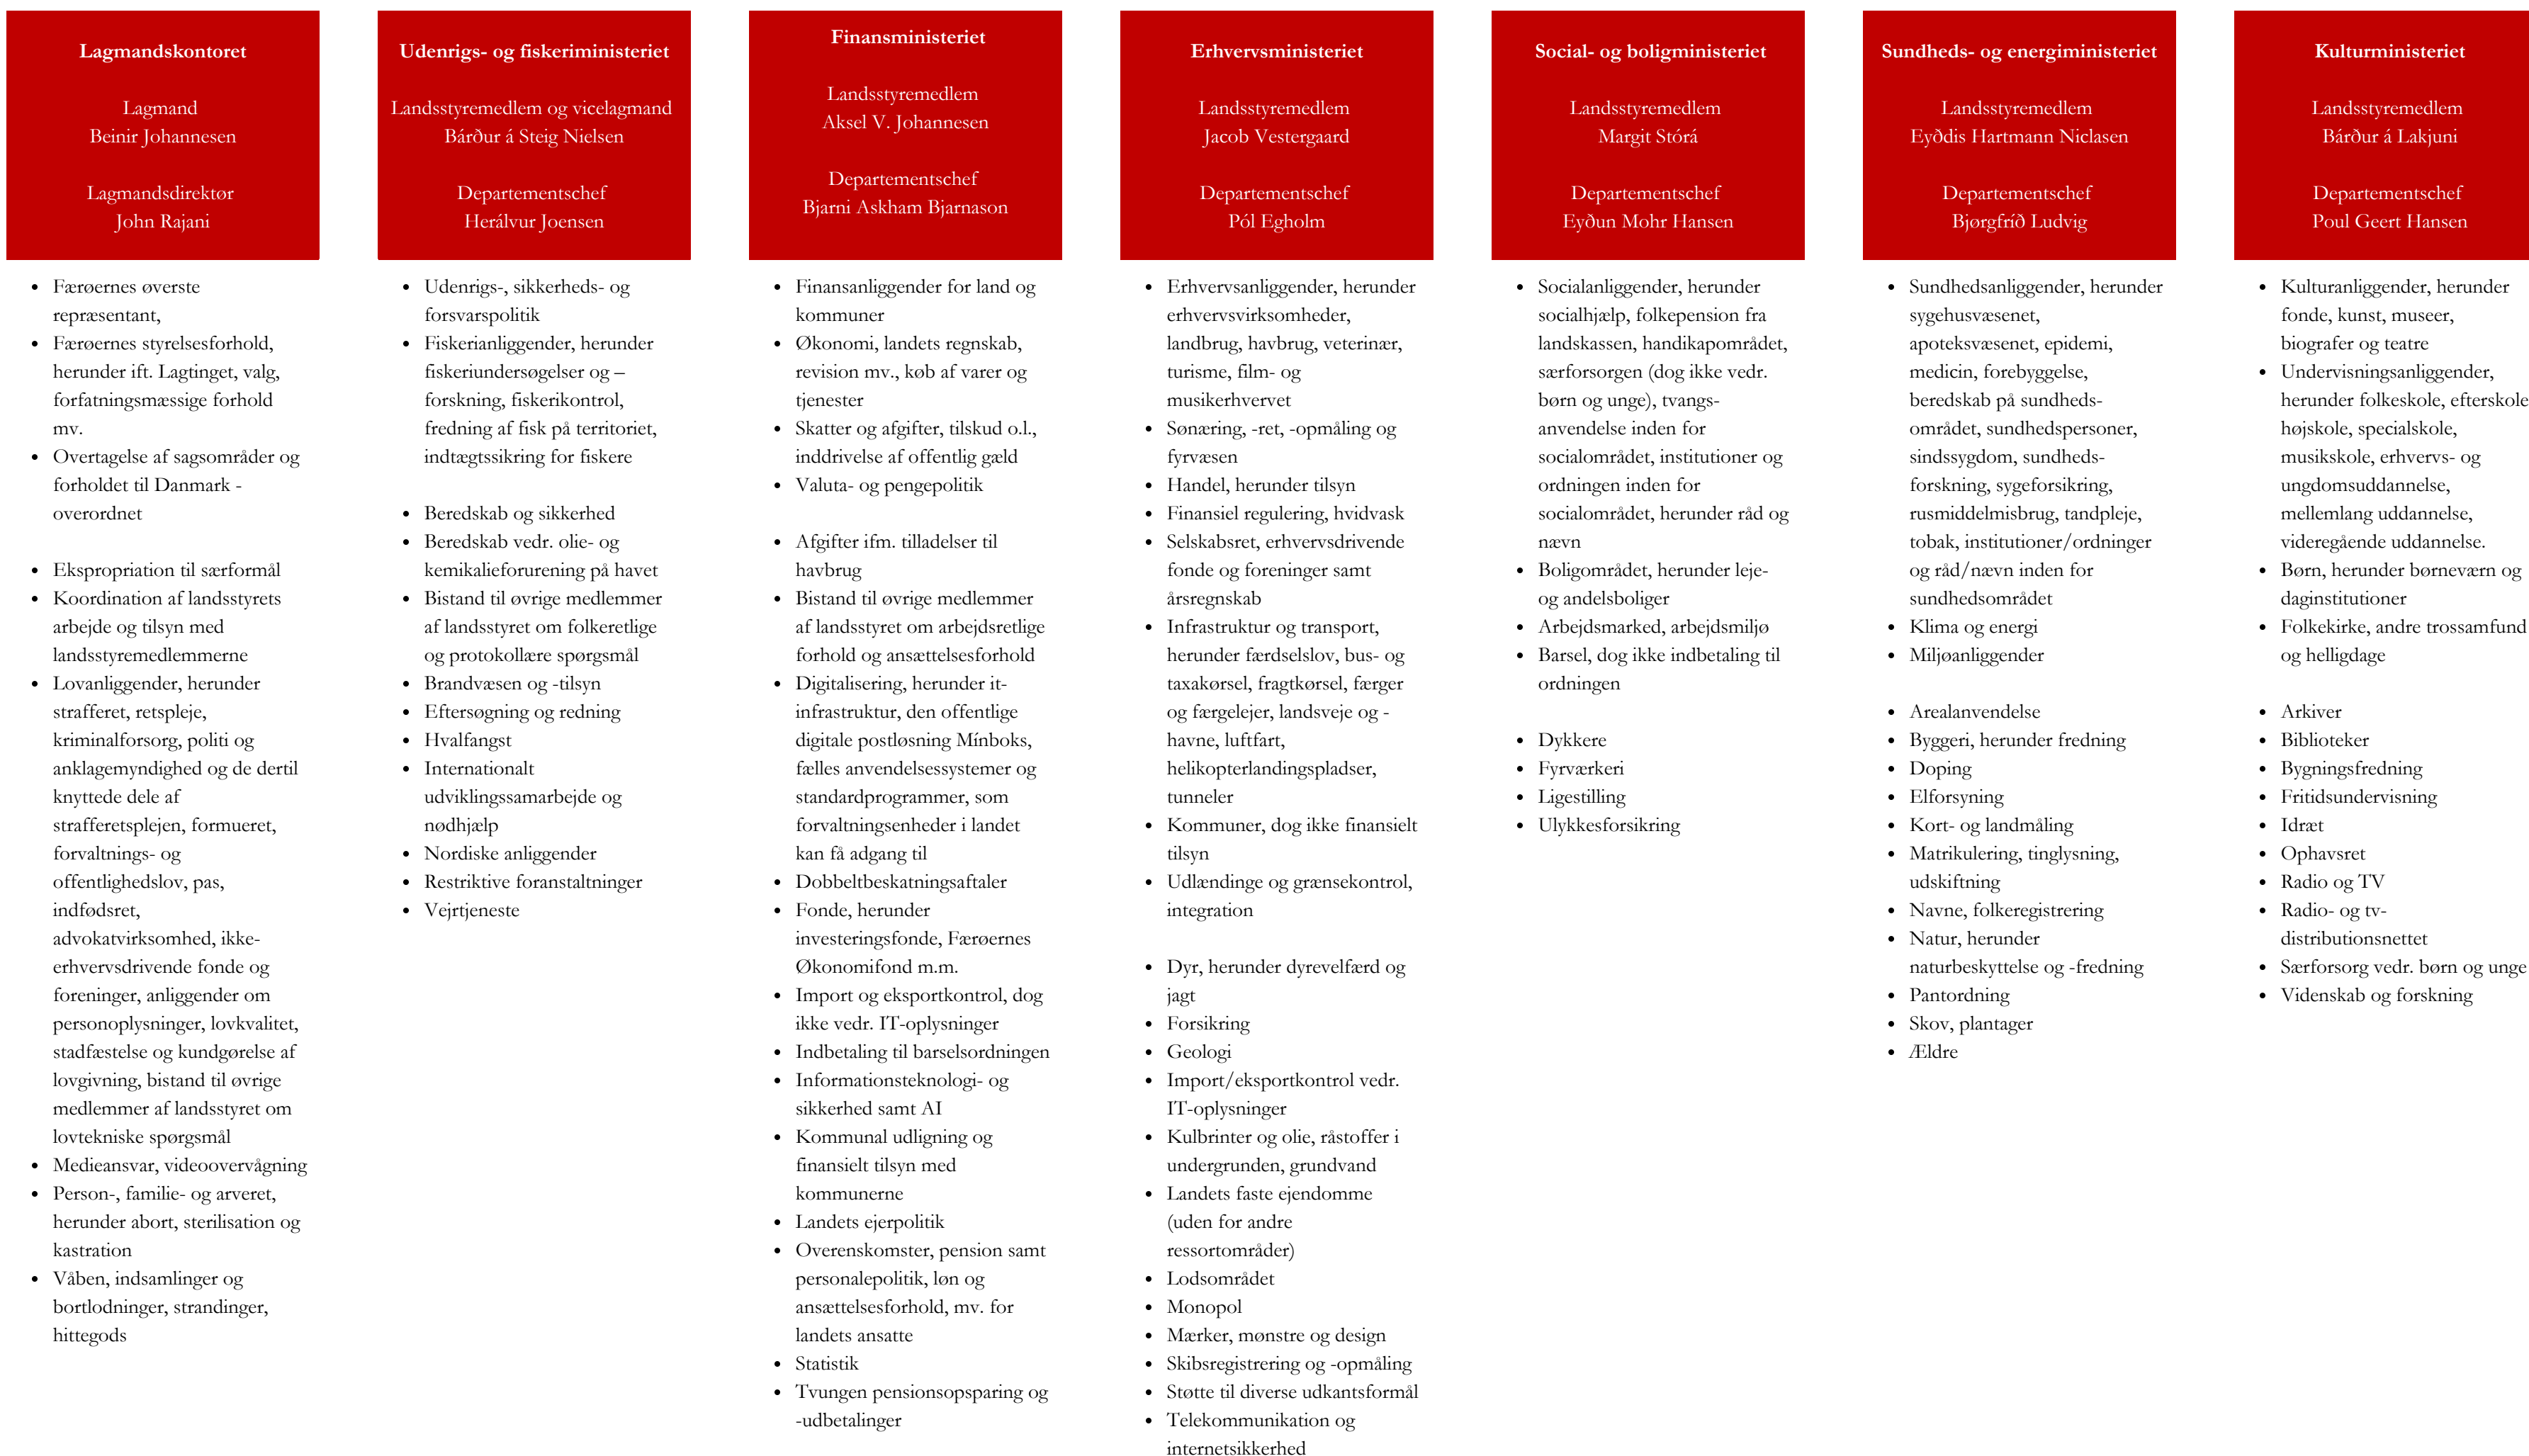 Lagmandskontoret
Lagmand
Beinir Johannesen
Lagmandsdirektør
John Rajani
• Færøernes øverste
repræsentant,
• Færøernes styrelsesforhold,
herunder ift. Lagtinget, valg,
forfatningsmæssige forhold
mv.
• Overtagelse af sagsområder og
forholdet til Danmark -
overordnet
• Ekspropriation til særformål
• Koordination af landsstyrets
arbejde og tilsyn med
landsstyremedlemmerne
• Lovanliggender, herunder
strafferet, retspleje,
kriminalforsorg, politi og
anklagemyndighed og de dertil
knyttede dele af
strafferetsplejen, formueret,
forvaltnings- og
offentlighedslov, pas,
indfødsret,
advokatvirksomhed, ikke-
erhvervsdrivende fonde og
foreninger, anliggender om
personoplysninger, lovkvalitet,
stadfæstelse og kundgørelse af
lovgivning, bistand til øvrige
medlemmer af landsstyret om
lovtekniske spørgsmål
• Medieansvar, videoovervågning
• Person-, familie- og arveret,
herunder abort, sterilisation og
kastration
• Våben, indsamlinger og
bortlodninger, strandinger,
hittegods
Udenrigs- og fiskeriministeriet
Landsstyremedlem og vicelagmand
Bárður á Steig Nielsen
Departementschef
Herálvur Joensen
• Udenrigs-, sikkerheds- og
forsvarspolitik
• Fiskerianliggender, herunder
fiskeriundersøgelser og –
forskning, fiskerikontrol,
fredning af fisk på territoriet,
indtægtssikring for fiskere
• Beredskab og sikkerhed
• Beredskab vedr. olie- og
kemikalieforurening på havet
• Bistand til øvrige medlemmer
af landsstyret om folkeretlige
og protokollære spørgsmål
• Brandvæsen og -tilsyn
• Eftersøgning og redning
• Hvalfangst
• Internationalt
udviklingssamarbejde og
nødhjælp
• Nordiske anliggender
• Restriktive foranstaltninger
• Vejrtjeneste
Finansministeriet
Landsstyremedlem
Aksel V. Johannesen
Departementschef
Bjarni Askham Bjarnason
• Finansanliggender for land og
kommuner
• Økonomi, landets regnskab,
revision mv., køb af varer og
tjenester
• Skatter og afgifter, tilskud o.l.,
inddrivelse af offentlig gæld
• Valuta- og pengepolitik
• Afgifter ifm. tilladelser til
havbrug
• Bistand til øvrige medlemmer
af landsstyret om arbejdsretlige
forhold og ansættelsesforhold
• Digitalisering, herunder it-
infrastruktur, den offentlige
digitale postløsning Mínboks,
fælles anvendelsessystemer og
standardprogrammer, som
forvaltningsenheder i landet
kan få adgang til
• Dobbeltbeskatningsaftaler
• Fonde, herunder
investeringsfonde, Færøernes
Økonomifond m.m.
• Import og eksportkontrol, dog
ikke vedr. IT-oplysninger
• Indbetaling til barselsordningen
• Informationsteknologi- og
sikkerhed samt AI
• Kommunal udligning og
finansielt tilsyn med
kommunerne
• Landets ejerpolitik
• Overenskomster, pension samt
personalepolitik, løn og
ansættelsesforhold, mv. for
landets ansatte
• Statistik
• Tvungen pensionsopsparing og
-udbetalinger
Erhvervsministeriet
Landsstyremedlem
Jacob Vestergaard
Departementschef
Pól Egholm
• Erhvervsanliggender, herunder
erhvervsvirksomheder,
landbrug, havbrug, veterinær,
turisme, film- og
musikerhvervet
• Sønæring, -ret, -opmåling og
fyrvæsen
• Handel, herunder tilsyn
• Finansiel regulering, hvidvask
• Selskabsret, erhvervsdrivende
fonde og foreninger samt
årsregnskab
• Infrastruktur og transport,
herunder færdselslov, bus- og
taxakørsel, fragtkørsel, færger
og færgelejer, landsveje og -
havne, luftfart,
helikopterlandingspladser,
tunneler
• Kommuner, dog ikke finansielt
tilsyn
• Udlændinge og grænsekontrol,
integration
• Dyr, herunder dyrevelfærd og
jagt
• Forsikring
• Geologi
• Import/eksportkontrol vedr.
IT-oplysninger
• Kulbrinter og olie, råstoffer i
undergrunden, grundvand
• Landets faste ejendomme
(uden for andre
ressortområder)
• Lodsområdet
• Monopol
• Mærker, mønstre og design
• Skibsregistrering og -opmåling
• Støtte til diverse udkantsformål
• Telekommunikation og
internetsikkerhed
Social- og boligministeriet
Landsstyremedlem
Margit Stórá
Departementschef
Eyðun Mohr Hansen
• Socialanliggender, herunder
socialhjælp, folkepension fra
landskassen, handikapområdet,
særforsorgen (dog ikke vedr.
børn og unge), tvangs-
anvendelse inden for
socialområdet, institutioner og
ordningen inden for
socialområdet, herunder råd og
nævn
• Boligområdet, herunder leje-
og andelsboliger
• Arbejdsmarked, arbejdsmiljø
• Barsel, dog ikke indbetaling til
ordningen
• Dykkere
• Fyrværkeri
• Ligestilling
• Ulykkesforsikring
Sundheds- og energiministeriet
Landsstyremedlem
Eyðdis Hartmann Niclasen
Departementschef
Bjørgfríð Ludvig
• Sundhedsanliggender, herunder
sygehusvæsenet,
apoteksvæsenet, epidemi,
medicin, forebyggelse,
beredskab på sundheds-
området, sundhedspersoner,
sindssygdom, sundheds-
forskning, sygeforsikring,
rusmiddelmisbrug, tandpleje,
tobak, institutioner/ordninger
og råd/nævn inden for
sundhedsområdet
• Klima og energi
• Miljøanliggender
• Arealanvendelse
• Byggeri, herunder fredning
• Doping
• Elforsyning
• Kort- og landmåling
• Matrikulering, tinglysning,
udskiftning
• Navne, folkeregistrering
• Natur, herunder
naturbeskyttelse og -fredning
• Pantordning
• Skov, plantager
• Ældre
Kulturministeriet
Landsstyremedlem
Bárður á Lakjuni
Departementschef
Poul Geert Hansen
• Kulturanliggender, herunder
fonde, kunst, museer,
biografer og teatre
• Undervisningsanliggender,
herunder folkeskole, efterskole
højskole, specialskole,
musikskole, erhvervs- og
ungdomsuddannelse,
mellemlang uddannelse,
videregående uddannelse.
• Børn, herunder børneværn og
daginstitutioner
• Folkekirke, andre trossamfund
og helligdage
• Arkiver
• Biblioteker
• Bygningsfredning
• Fritidsundervisning
• Idræt
• Ophavsret
• Radio og TV
• Radio- og tv-
distributionsnettet
• Særforsorg vedr. børn og unge
• Videnskab og forskning